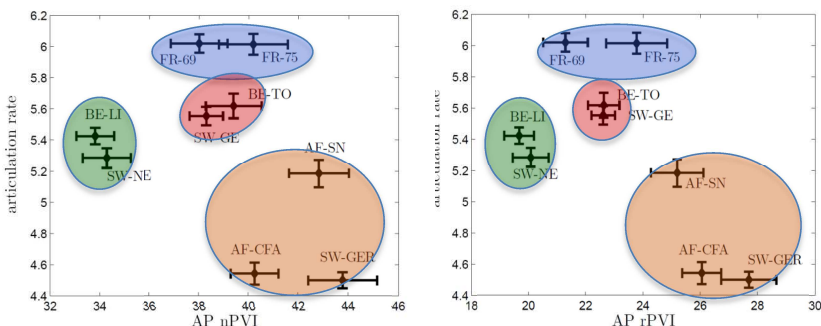 6.2
6
5.8
5.6
5.4
5.2
5
4.8
4.6
4.4
articulation rate
FR-69
FR-75
BE-TO
SW-GE
BE-LI
SW-NE
AF-SN
AF-CFA
SW-GER
32
34
36
38
40
42
44
46
AP nPVI
6.2
6
5.8
5.6
5.4
5.2
5
4.8
4.6
4.4
articulation rate
FR-69
FR-75
BE-TO
SW-GE
BE-LI
SW-NE
AF-SN
AF-CFA
SW-GER
18
20
22
24
26
28
30
AP rPVI